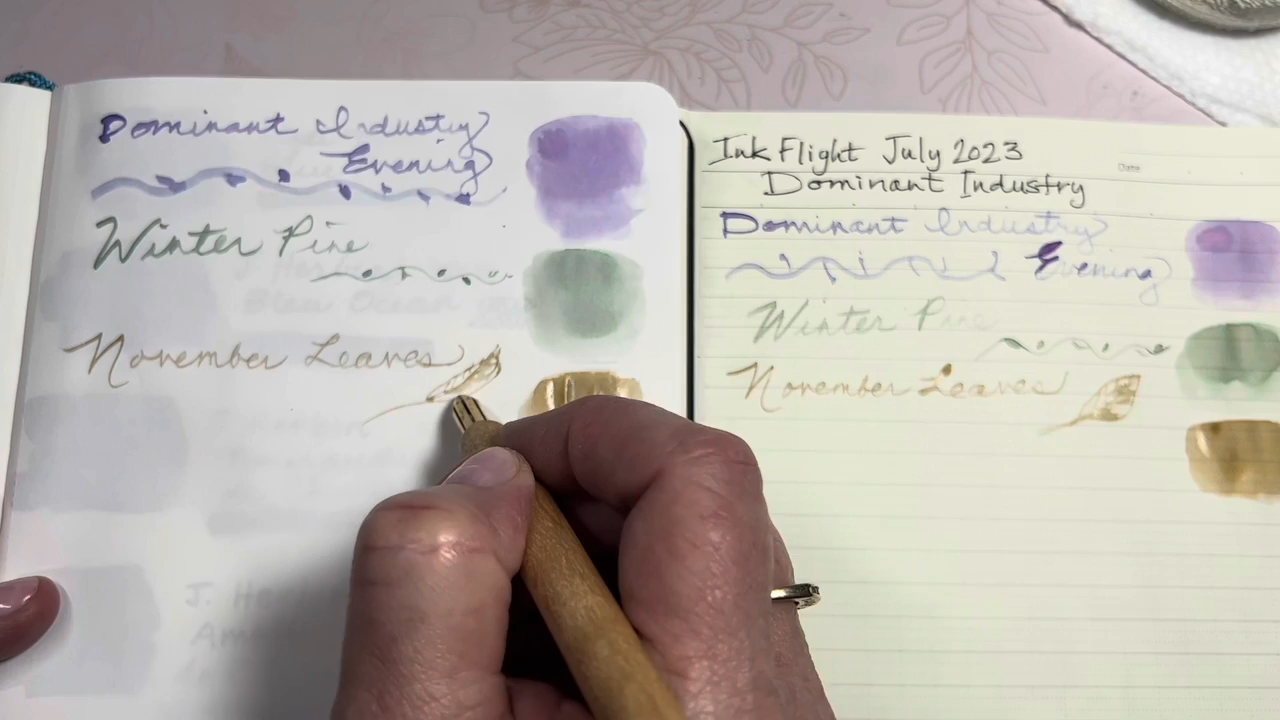 Dominant Industry
Evening
Winter Pine
November Leaves
Ink Flight July 2023
Dominant Industry
Date
Dominant Industry
Evening
Winter Pine
November Leaves